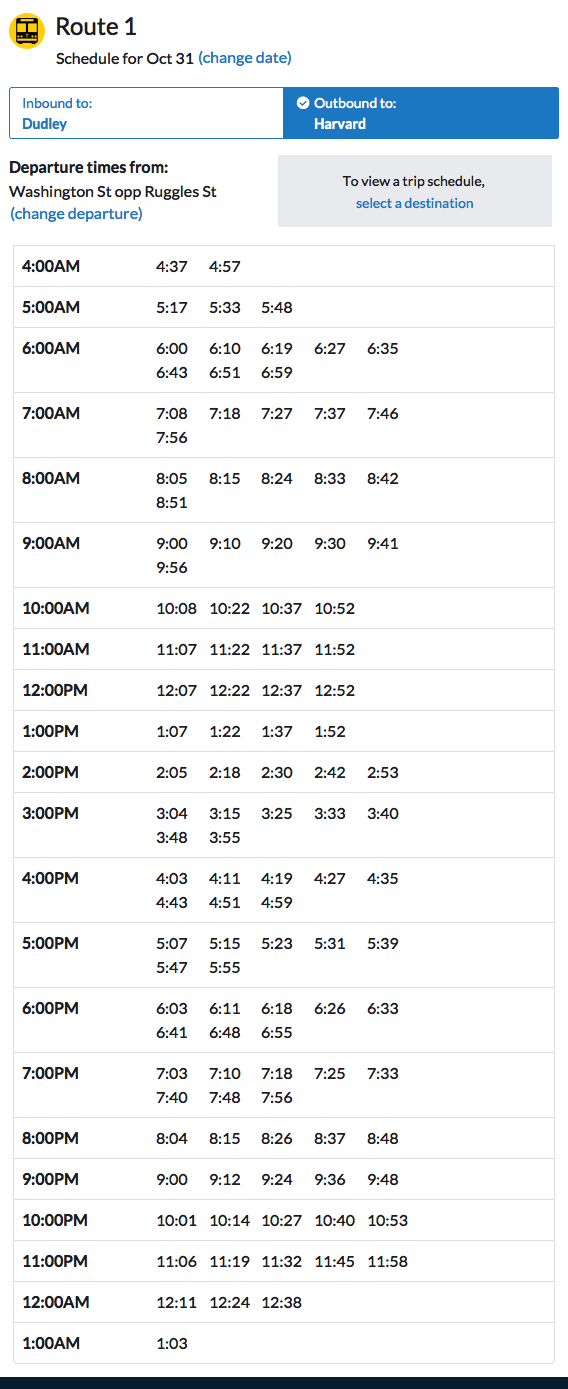 Route 1
Schedule for Oct 31 (change date)
Inbound to:
Dudley
Outbound to:
Harvard
Departure times from:
Washington St opp Ruggles St
(change departure)
To view a trip schedule,
select a destination
4:00AM 4:37 4:57
5:00AM 5:17 5:33 5:48
6:00AM 6:00 6:10 6:19 6:27 6:35
6:43 6:51 6:59
7:00AM 7:08 7:18 7:27 7:37 7:46
7:56
8:00AM 8:05 8:15 8:24 8:33 8:42
8:51
9:00AM 9:00 9:10 9:20 9:30 9:41
9:56
10:00AM 10:08 10:22 10:37 10:52
11:00AM 11:07 11:22 11:37 11:52
12:00PM 12:07 12:22 12:37 12:52
1:00PM 1:07 1:22 1:37 1:52
2:00PM 2:05 2:18 2:30 2:42 2:53
3:00PM 3:04 3:15 3:25 3:33 3:40
3:48 3:55
4:00PM 4:03 4:11 4:19 4:27 4:35
4:43 4:51 4:59
5:00PM 5:07 5:15 5:23 5:31 5:39
5:47 5:55
6:00PM 6:03 6:11 6:18 6:26 6:33
6:41 6:48 6:55
7:00PM 7:03 7:10 7:18 7:25 7:33
7:40 7:48 7:56
8:00PM 8:04 8:15 8:26 8:37 8:48
9:00PM 9:00 9:12 9:24 9:36 9:48
10:00PM 10:01 10:14 10:27 10:40 10:53
11:00PM 11:06 11:19 11:32 11:45 11:58
12:00AM 12:11 12:24 12:38
1:00AM 1:03